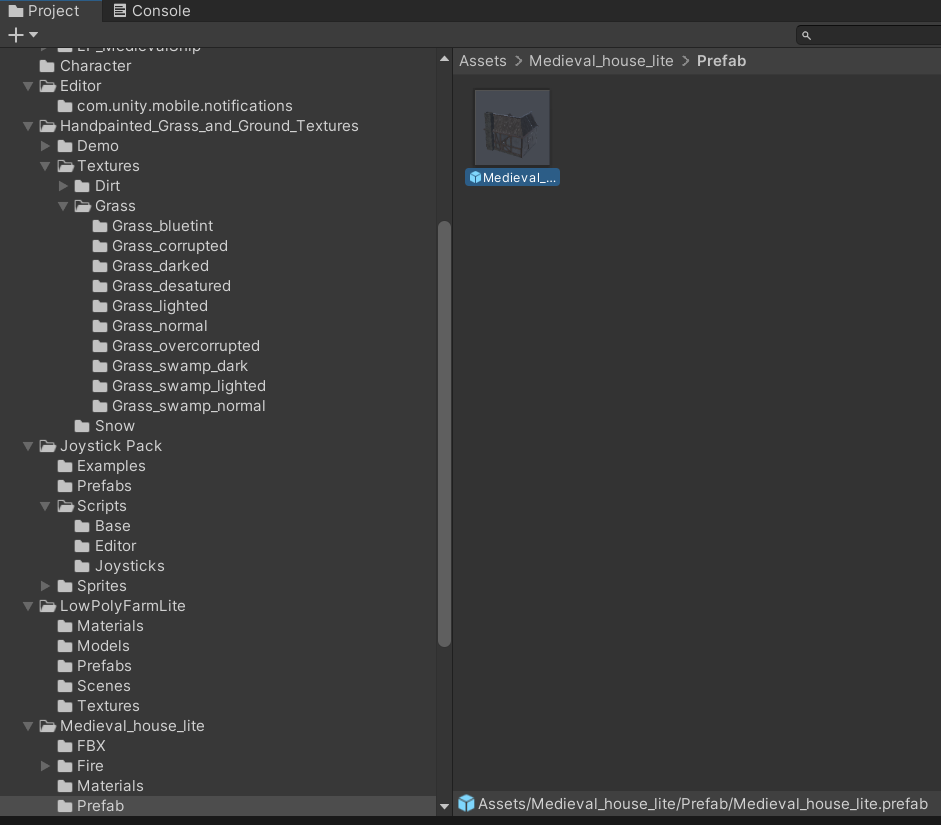 Project
Console
LP_MedievalShip
Character
Editor
com.unity.mobile.notifications
Handpainted_Grass_and_Ground_Textures
Demo
Textures
Dirt
Grass
Grass_bluetint
Grass_corrupted
Grass_darked
Grass_desatured
Grass_lighted
Grass_normal
Grass_overcorrupted
Grass_swamp_dark
Grass_swamp_lighted
Grass_swamp_normal
Snow
Joystick Pack
Examples
Prefabs
Scripts
Base
Editor
Joysticks
Sprites
LowPolyFarmLite
Materials
Models
Prefabs
Scenes
Textures
Medieval_house_lite
FBX
Fire
Materials
Prefab
Assets > Medieval_house_lite > Prefab
Medieval_...
Assets/Medieval_house_lite/Prefab/Medieval_house_lite.prefab